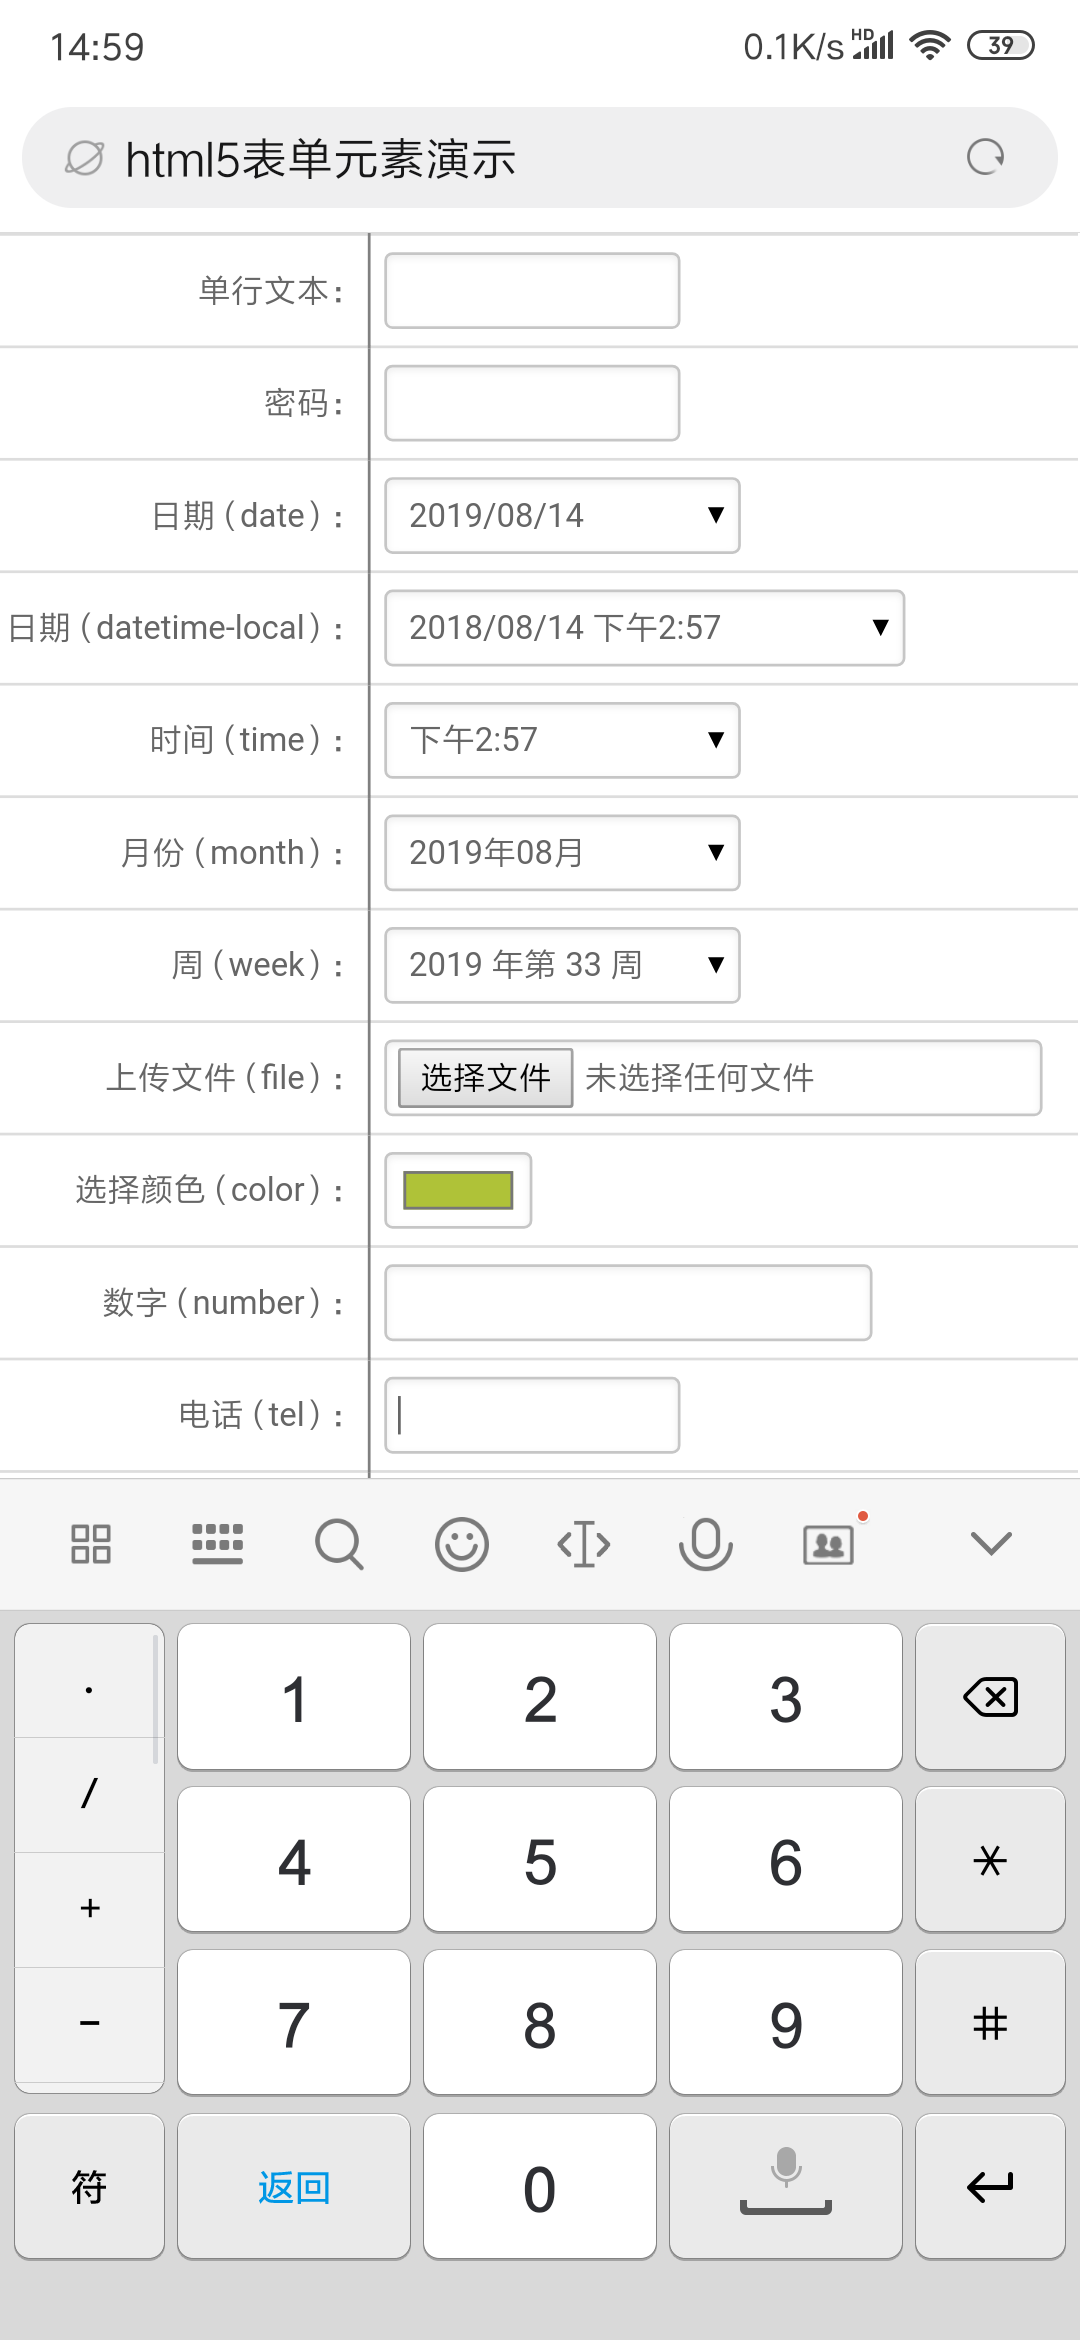 14:59 0.1K/s HD 39
html5表单元素演示
单行文本：
密码：
日期（date）： 2019/08/14
日期（datetime-local）： 2018/08/14 下午2:57
时间（time）： 下午2:57
月份（month）： 2019年08月
周（week）： 2019 年第 33 周
上传文件（file）： 选择文件 未选择任何文件
选择颜色（color）：
数字（number）：
电话（tel）：
. 1 2 3
/ 4 5 6 *
+
- 7 8 9 #
符 返回 0